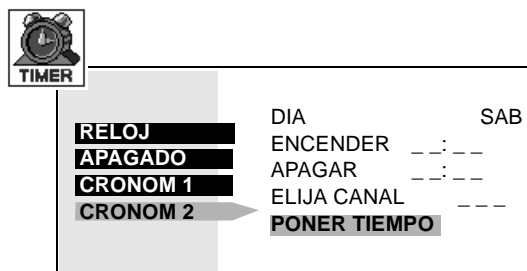 TIMER
RELOJ
APAGADO
CRONOM 1
CRONOM 2
DIA SAB
ENCENDER _ _: _ _
APAGAR _ _: _ _
ELIJA CANAL _ _ _
PONER TIEMPO